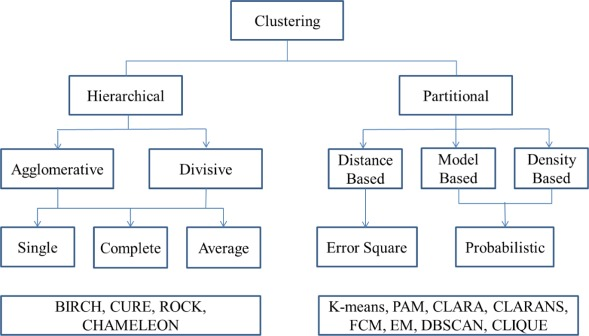 Clustering
Hierarchical
Partitional
Agglomerative
Divisive
Distance
Based
Model
Based
Density
Based
Single
Complete
Average
Error Square
Probabilistic
BIRCH, CURE, ROCK,
CHAMELEON
K-means, PAM, CLARA, CLARANS,
FCM, EM, DBSCAN, CLIQUE